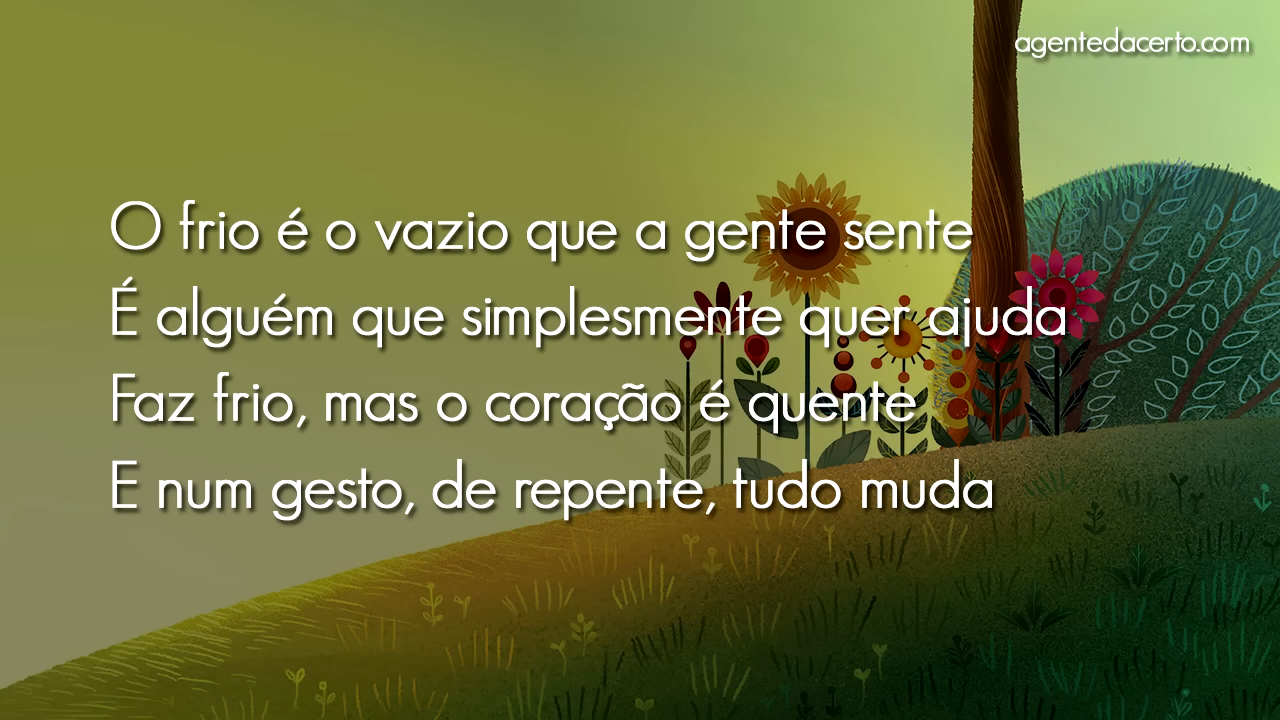 agentedacerto.com
O frio é o vazio que a gente sente
É alguém que simplesmente quer ajuda
Faz frio, mas o coração é quente
E num gesto, de repente, tudo muda